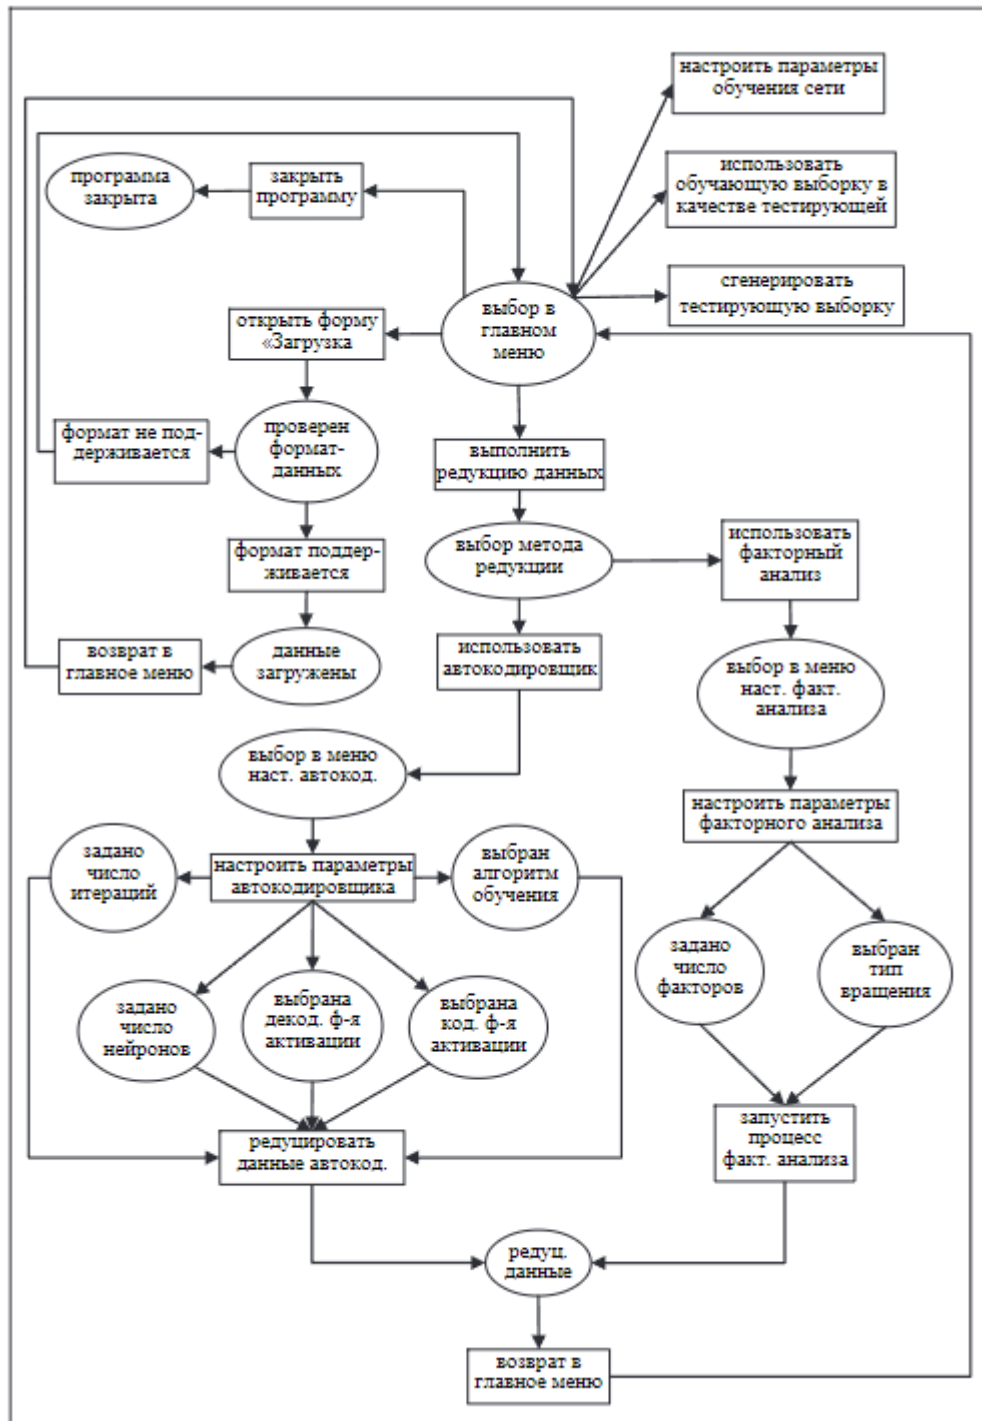 настроить параметры
обучения сети
использовать
обучающую выборку в
качестве тестирующей
сгенерировать
тестирующую выборку
программа
закрыта
закрыть
программу
выбор в
главном
меню
открыть форму
«Загрузка
формат не под-
держивается
проверен
формат-
данных
выполнить
редукцию данных
формат поддер-
живается
выбор метода
редукции
использовать
факторный
анализ
возврат в
главное меню
данные
загружены
использовать
автокодировщик
выбор в меню
наст. факт.
анализа
выбор в меню
наст. автокод.
настроить параметры
факторного анализа
задано
число
итераций
настроить параметры
автокодировщика
выбран
алгоритм
обучения
задано
число
факторов
выбран
тип
вращения
задано
число
нейронов
выбрана
декод. ф-я
активации
выбрана
код. ф-я
активации
редуцировать
данные автокод.
запустить
процесс
факт. анализа
редуц.
данные
возврат в
главное меню